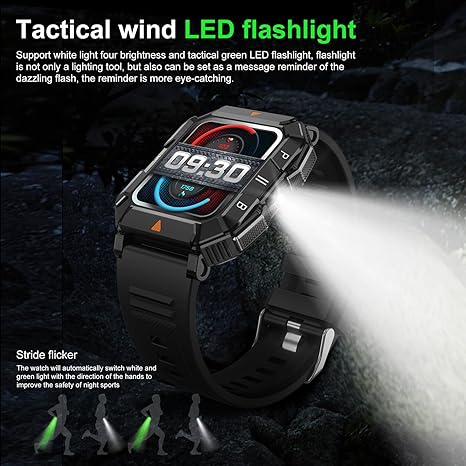 Tactical wind LED flashlight
Support white light four brightness and tactical green LED flashlight, flashlight
is not only a lighting tool, but also can be set as a message reminder of the
dazzling flash, the reminder is more eye-catching.
09:30
1258
P
B
Stride flicker
The watch will automatically switch white and
green light with the direction of the hands to
improve the safety of night sports